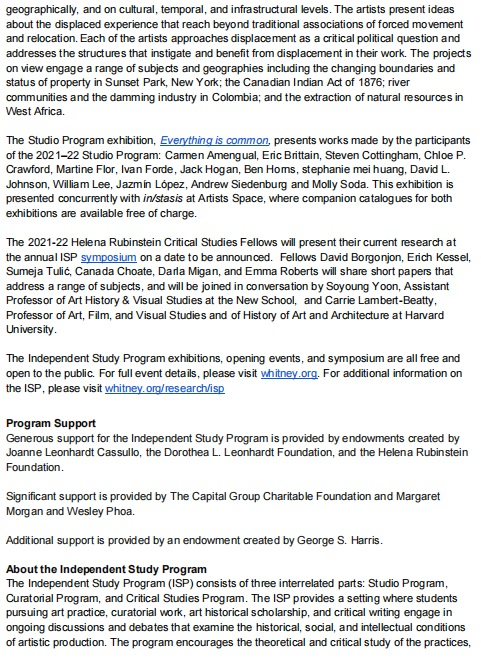 geographically, and on cultural, temporal, and infrastructural levels. The artists present ideas
about the displaced experience that reach beyond traditional associations of forced movement
and relocation. Each of the artists approaches displacement as a critical political question and
addresses the structures that instigate and benefit from displacement in their work. The projects
on view engage a range of subjects and geographies including the changing boundaries and
status of property in Sunset Park, New York; the Canadian Indian Act of 1876; river
communities and the damming industry in Colombia; and the extraction of natural resources in
West Africa.

The Studio Program exhibition, Everything is common, presents works made by the participants
of the 2021–22 Studio Program: Carmen Amengual, Eric Brittain, Steven Cottingham, Chloe P.
Crawford, Martine Flor, Ivan Forde, Jack Hogan, Ben Homs, stephanie mei huang, David L.
Johnson, William Lee, Jazmín López, Andrew Siedenburg and Molly Soda. This exhibition is
presented concurrently with in/stasis at Artists Space, where companion catalogues for both
exhibitions are available free of charge.

The 2021-22 Helena Rubinstein Critical Studies Fellows will present their current research at
the annual ISP symposium on a date to be announced. Fellows David Borgonjon, Erich Kessel,
Sumeja Tulić, Canada Choate, Darla Migan, and Emma Roberts will share short papers that
address a range of subjects, and will be joined in conversation by Soyoung Yoon, Assistant
Professor of Art History & Visual Studies at the New School, and Carrie Lambert-Beatty,
Professor of Art, Film, and Visual Studies and of History of Art and Architecture at Harvard
University.

The Independent Study Program exhibitions, opening events, and symposium are all free and
open to the public. For full event details, please visit whitney.org. For additional information on
the ISP, please visit whitney.org/research/isp

Program Support
Generous support for the Independent Study Program is provided by endowments created by
Joanne Leonhardt Cassullo, the Dorothea L. Leonhardt Foundation, and the Helena Rubinstein
Foundation.

Significant support is provided by The Capital Group Charitable Foundation and Margaret
Morgan and Wesley Phoa.

Additional support is provided by an endowment created by George S. Harris.

About the Independent Study Program
The Independent Study Program (ISP) consists of three interrelated parts: Studio Program,
Curatorial Program, and Critical Studies Program. The ISP provides a setting where students
pursuing art practice, curatorial work, art historical scholarship, and critical writing engage in
ongoing discussions and debates that examine the historical, social, and intellectual conditions
of artistic production. The program encourages the theoretical and critical study of the practices,